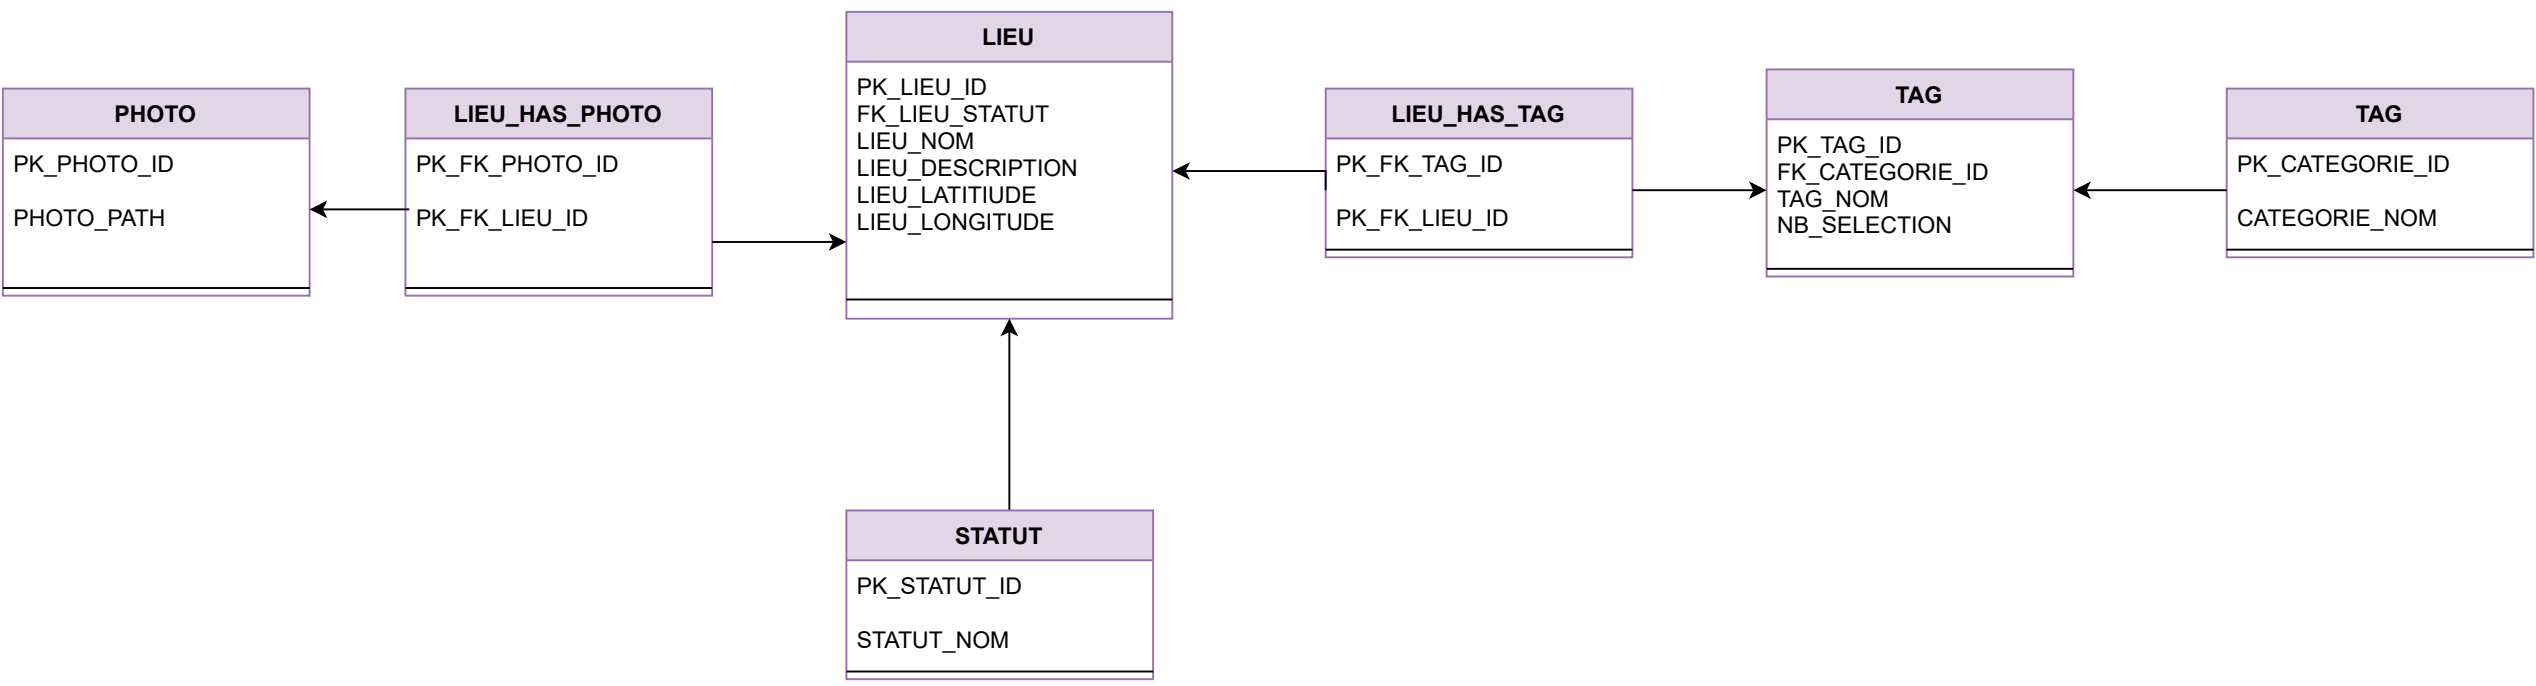 PHOTO
PK_PHOTO_ID
PHOTO_PATH
LIEU_HAS_PHOTO
PK_FK_PHOTO_ID
PK_FK_LIEU_ID
LIEU
PK_LIEU_ID
FK_LIEU_STATUT
LIEU_NOM
LIEU_DESCRIPTION
LIEU_LATITIUDE
LIEU_LONGITUDE
LIEU_HAS_TAG
PK_FK_TAG_ID
PK_FK_LIEU_ID
TAG
PK_TAG_ID
FK_CATEGORIE_ID
TAG_NOM
NB_SELECTION
TAG
PK_CATEGORIE_ID
CATEGORIE_NOM
STATUT
PK_STATUT_ID
STATUT_NOM